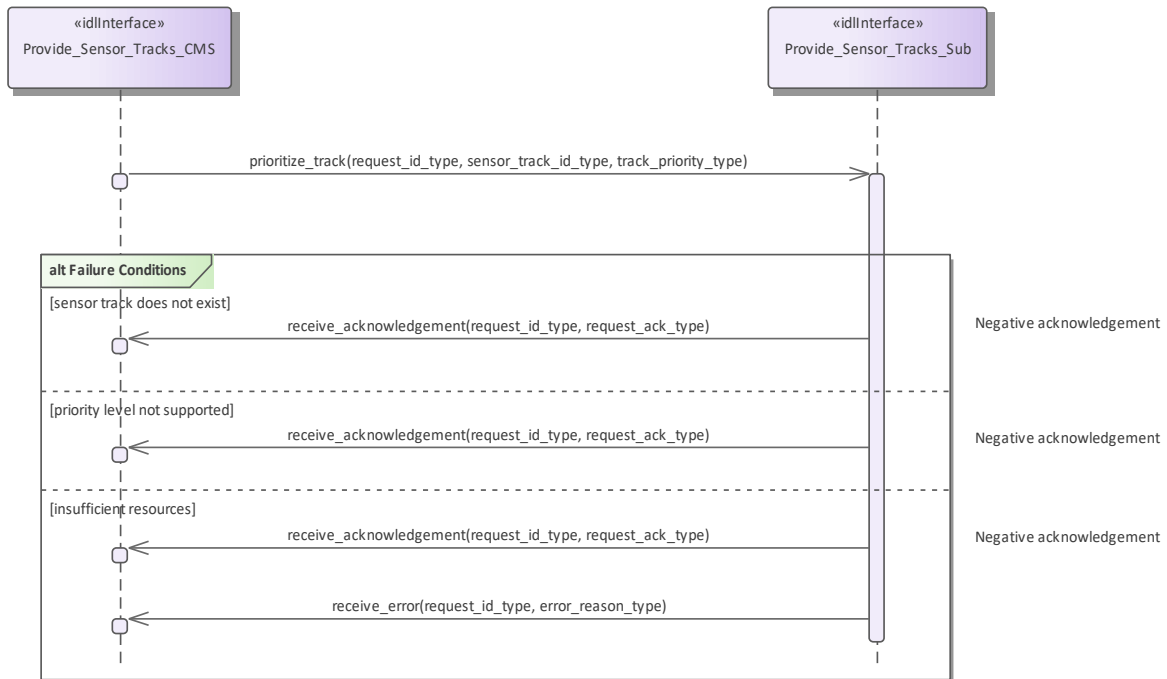 «idlInterface»
Provide_Sensor_Tracks_CMS
«idlInterface»
Provide_Sensor_Tracks_Sub
prioritize_track(request_id_type, sensor_track_id_type, track_priority_type)
alt Failure Conditions
[sensor track does not exist]
receive_acknowledgement(request_id_type, request_ack_type)
Negative acknowledgement
[priority level not supported]
receive_acknowledgement(request_id_type, request_ack_type)
Negative acknowledgement
[insufficient resources]
receive_acknowledgement(request_id_type, request_ack_type)
Negative acknowledgement
receive_error(request_id_type, error_reason_type)